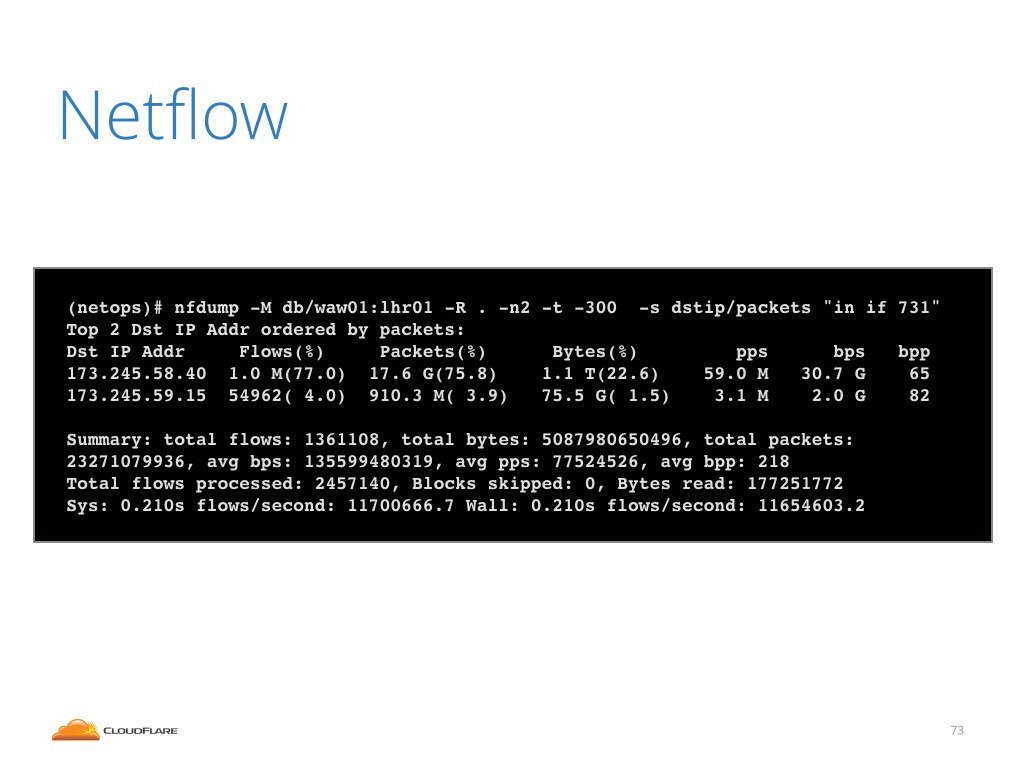 Netflow
(netops)# nfdump -M db/waw01:lhr01 -R . -n2 -t -300  -s dstip/packets "in if 731"
Top 2 Dst IP Addr ordered by packets:
Dst IP Addr     Flows(%)     Packets(%)      Bytes(%)         pps      bps   bpp
173.245.58.40  1.0 M(77.0)  17.6 G(75.8)    1.1 T(22.6)    59.0 M   30.7 G    65
173.245.59.15  54962( 4.0)  910.3 M( 3.9)   75.5 G( 1.5)    3.1 M    2.0 G    82
Summary: total flows: 1361108, total bytes: 5087980650496, total packets:
23271079936, avg bps: 135599480319, avg pps: 77524526, avg bpp: 218
Total flows processed: 2457140, Blocks skipped: 0, Bytes read: 177251772
Sys: 0.210s flows/second: 11700666.7 Wall: 0.210s flows/second: 11654603.2
CLOUDFLARE
73